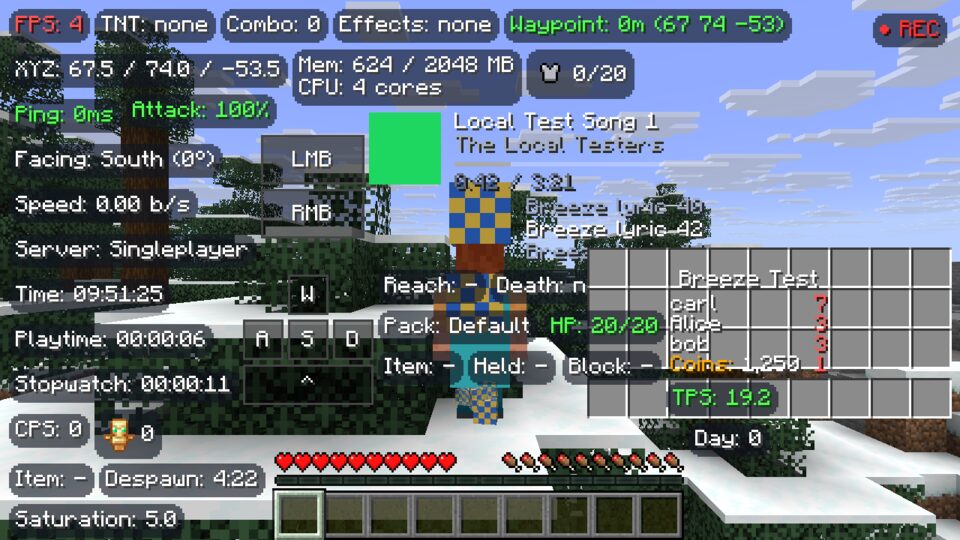 FPS: 4 TNT: none Combo: 0 Effects: none Waypoint: 0m (67 74 -53) REC
XYZ: 67.5 / 74.0 / -53.5 Mem: 624 / 2048 MB
CPU: 4 cores
0/20
Ping: 0ms Attack: 100%
Local Test Song 1
The Local Testers
0:42 / 3:21
Facing: South (0°) LMB
Speed: 0.00 b/s RMB
Breeze lyric
Breeze lyric-42
Breeze
Server: Singleplayer
Time: 09:51:25 W
Reach: - Death: n
Breeze Test
carl 7
Alice 3
bob 3
Coins: 1,250 1
Playtime: 00:00:06 A S D
Pack: Default HP: 20/20
Item: - Held: - Block: -
Stopwatch: 00:00:11 ^
TPS: 19.2
CPS: 0 0
Day: 0
Item: - Despawn: 4:22
Saturation: 5.0